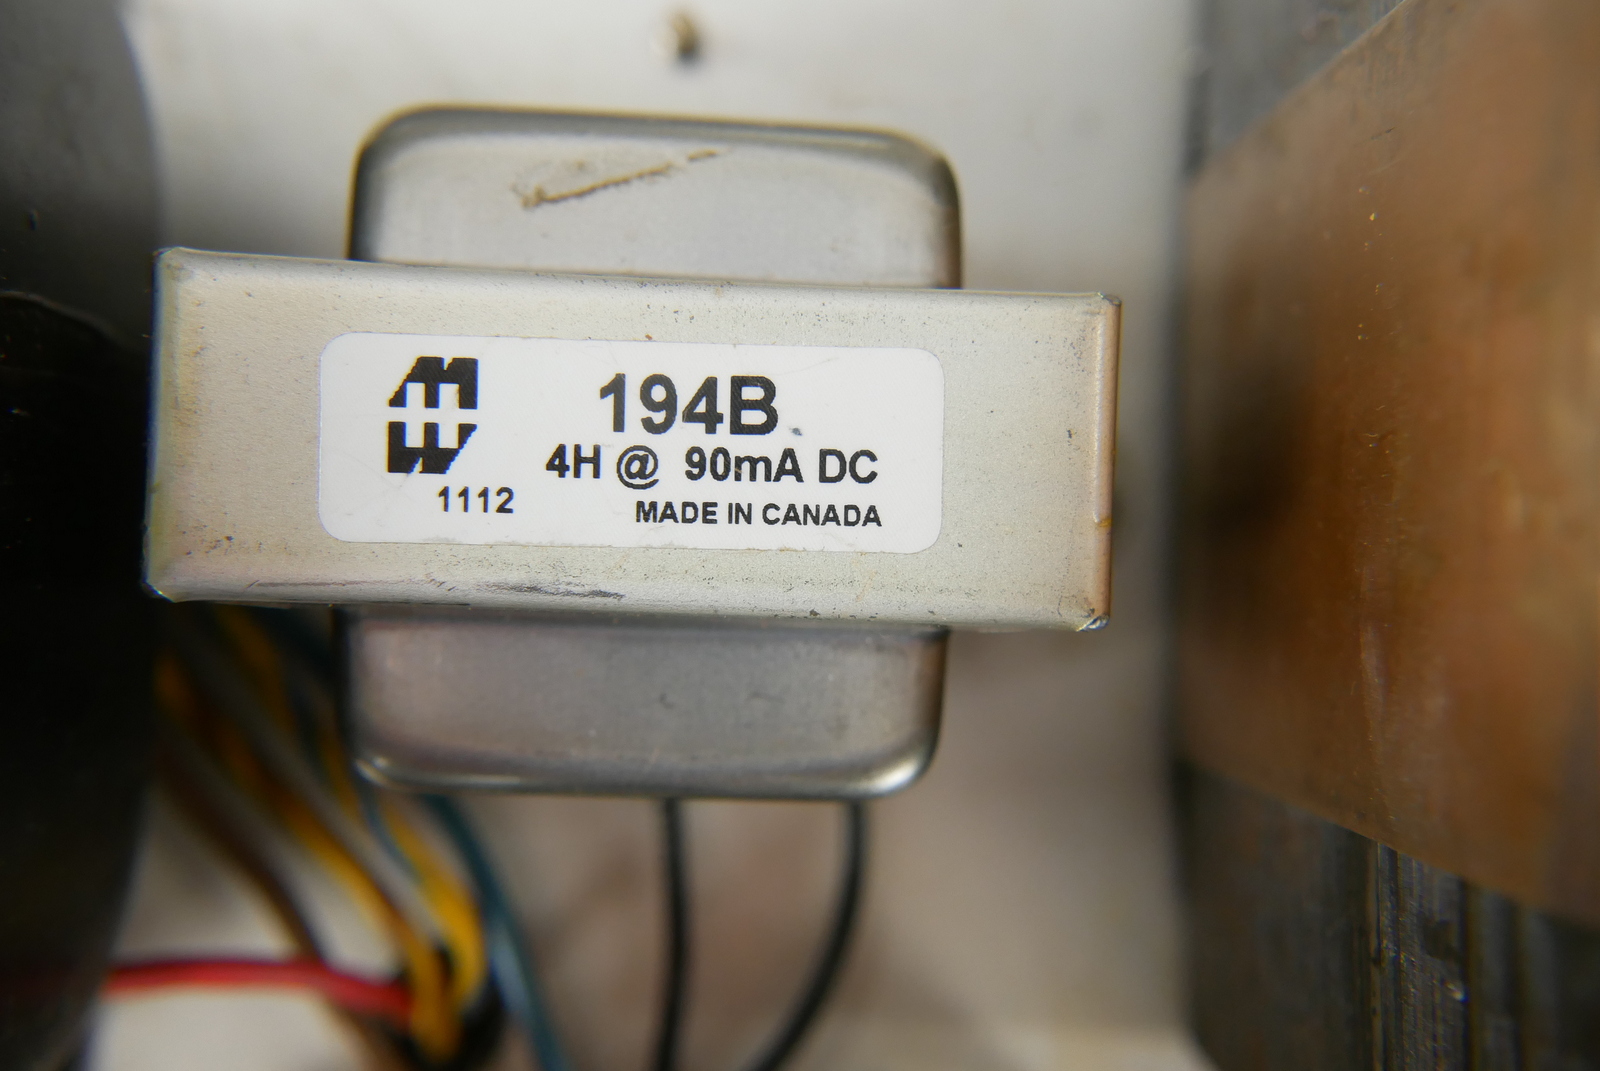 194B
4H @ 90mA DC
1112
MADE IN CANADA